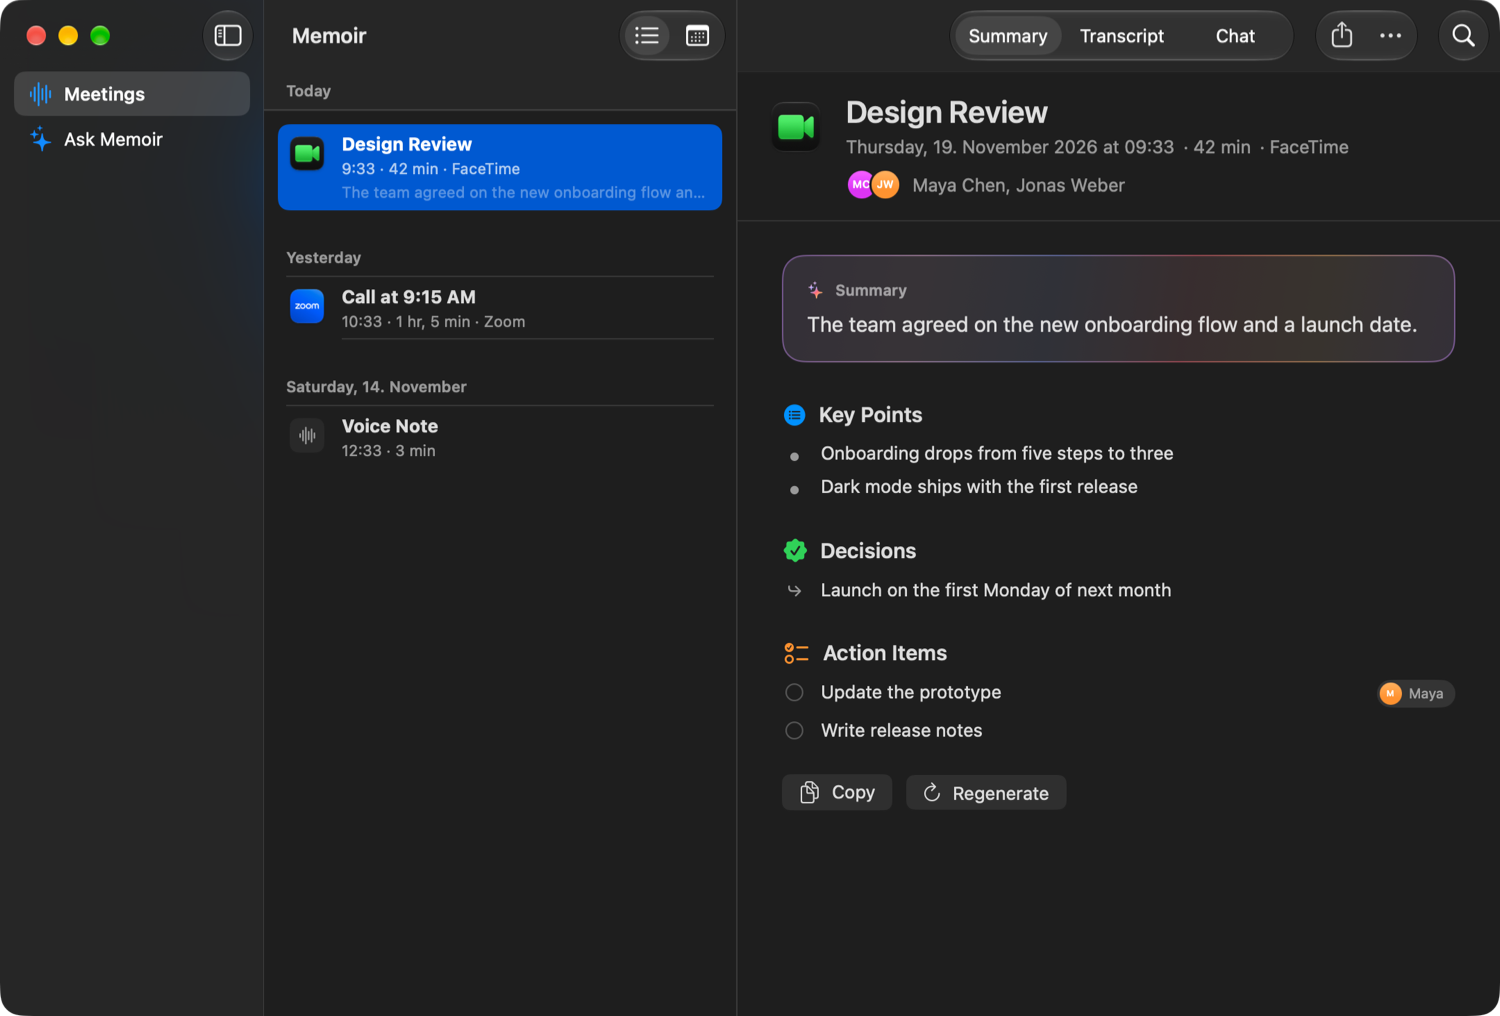 Memoir
Summary
Transcript
Chat
Meetings
Ask Memoir
Today
Design Review
9:33 · 42 min · FaceTime
The team agreed on the new onboarding flow an...
Yesterday
zoom
Call at 9:15 AM
10:33 · 1 hr, 5 min · Zoom
Saturday, 14. November
Voice Note
12:33 · 3 min
Design Review
Thursday, 19. November 2026 at 09:33 · 42 min · FaceTime
MC JW Maya Chen, Jonas Weber
Summary
The team agreed on the new onboarding flow and a launch date.
Key Points
Onboarding drops from five steps to three
Dark mode ships with the first release
Decisions
Launch on the first Monday of next month
Action Items
Update the prototype
M Maya
Write release notes
Copy
Regenerate